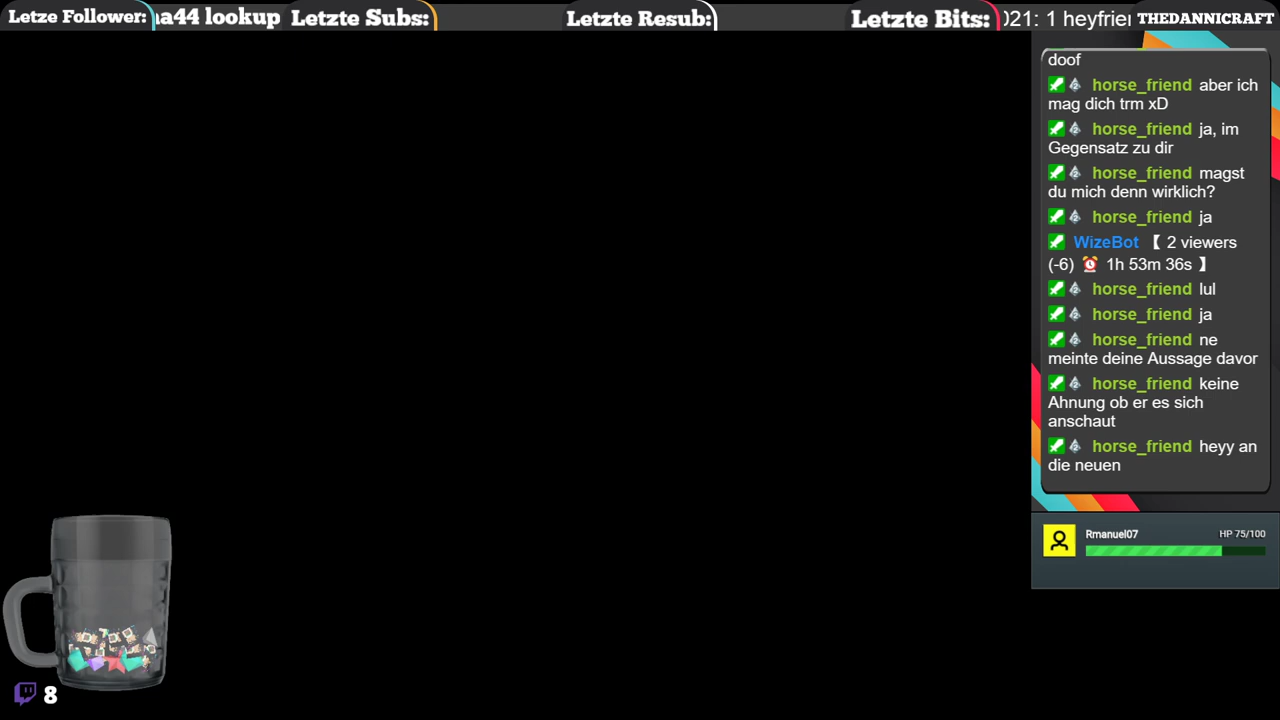 Letze Follower:
a44 lookup
Letzte Subs:
Letzte Resub:
Letzte Bits:
021: 1 heyfrie
THEDANNICRAFT
doof
horse_friend aber ich
mag dich trm xD
horse_friend ja, im
Gegensatz zu dir
horse_friend magst
du mich denn wirklich?
horse_friend ja
WizeBot 【 2 viewers
(-6) ⏰ 1h 53m 36s 】
horse_friend lul
horse_friend ja
horse_friend ne
meinte deine Aussage davor
horse_friend keine
Ahnung ob er es sich
anschaut
horse_friend heyy an
die neuen
Rmanuel07
HP 75/100
8